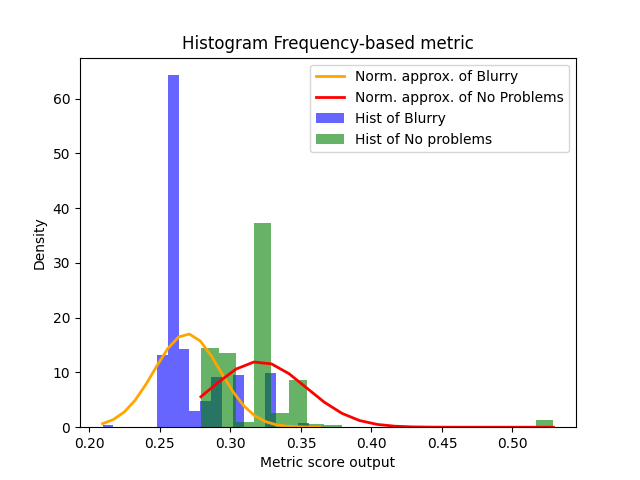 Histogram Frequency-based metric
Norm. approx. of Blurry
Norm. approx. of No Problems
Hist of Blurry
Hist of No problems
Density
60
50
40
30
20
10
0
0.20 0.25 0.30 0.35 0.40 0.45 0.50
Metric score output